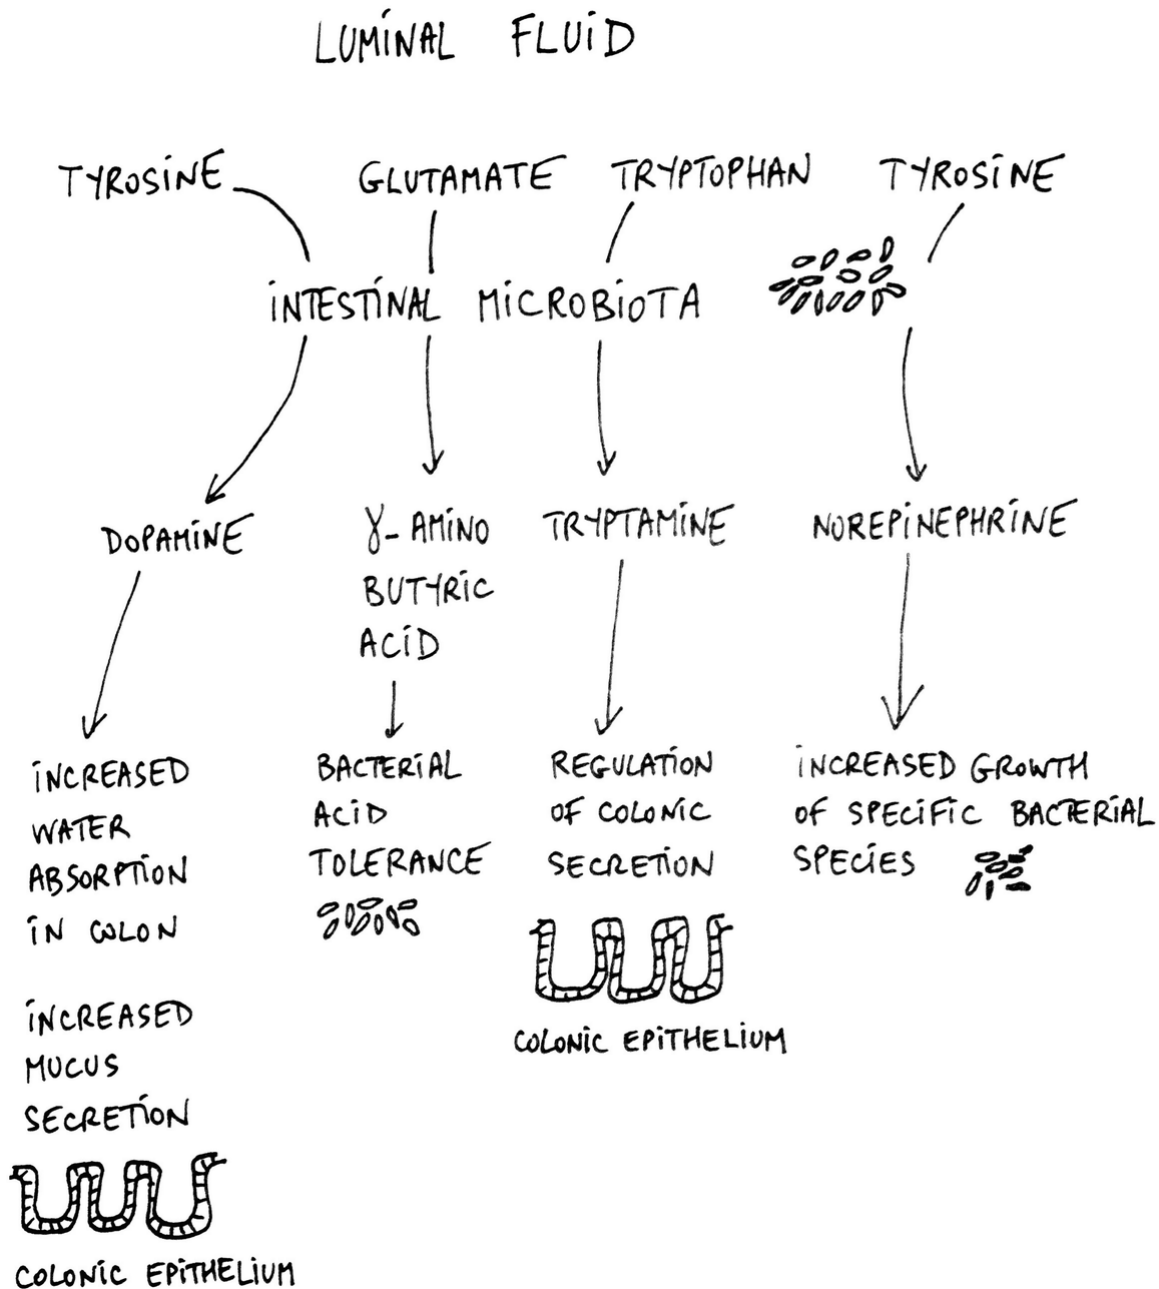 LUMINAL FLUID
TYROSINE GLUTAMATE TRYPTOPHAN TYROSINE
INTESTINAL MICROBIOTA
DOPAMINE
γ-AMINO
BUTYRIC
ACID
TRYPTAMINE
NOREPINEPHRINE
INCREASED
WATER
ABSORPTION
IN COLON
INCREASED
MUCUS
SECRETION
COLONIC EPITHELIUM
BACTERIAL
ACID
TOLERANCE
REGULATION
OF COLONIC
SECRETION
COLONIC EPITHELIUM
INCREASED GROWTH
OF SPECIFIC BACTERIAL
SPECIES